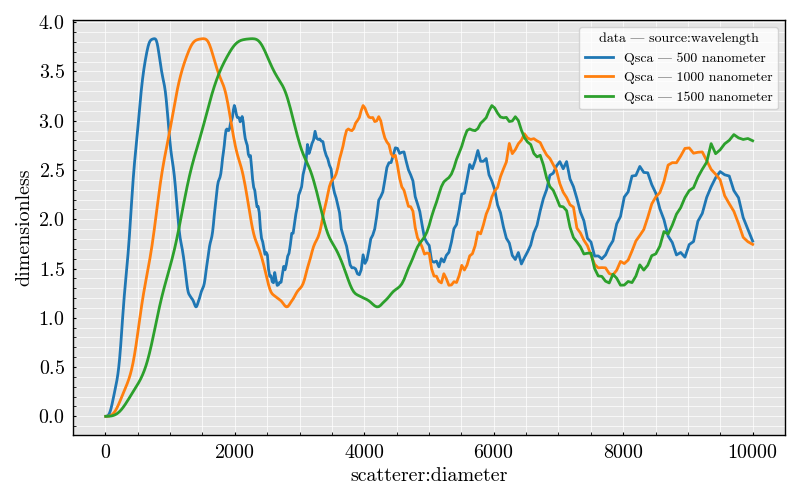 data — source:wavelength
Qsca — 500 nanometer
Qsca — 1000 nanometer
Qsca — 1500 nanometer
4.0
3.5
3.0
2.5
2.0
1.5
1.0
0.5
0.0
dimensionless
0 2000 4000 6000 8000 10000
scatterer:diameter